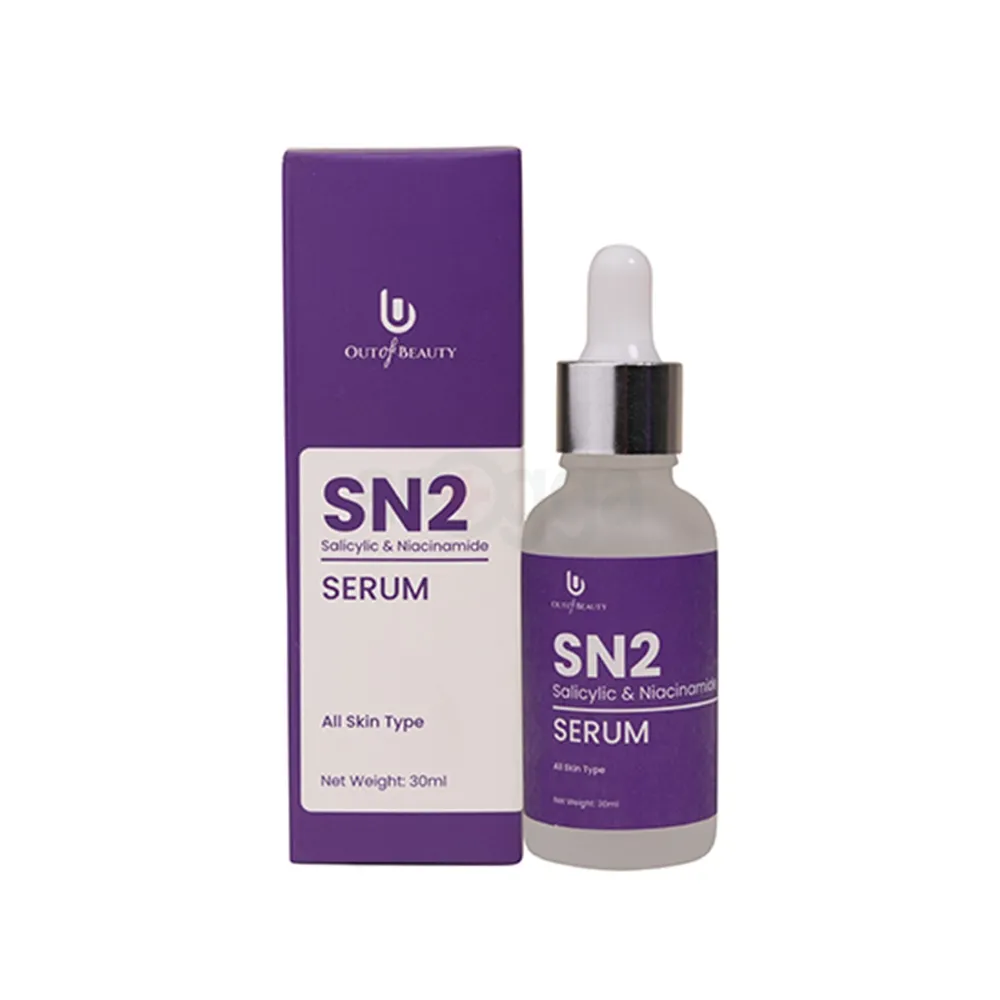 OUT of BEAUTY
SN2
Salicylic & Niacinamide
SERUM
All Skin Type
Net Weight: 30ml
OUT of BEAUTY
SN2
Salicylic & Niacinamide
SERUM
All Skin Type
Net Weight: 30ml